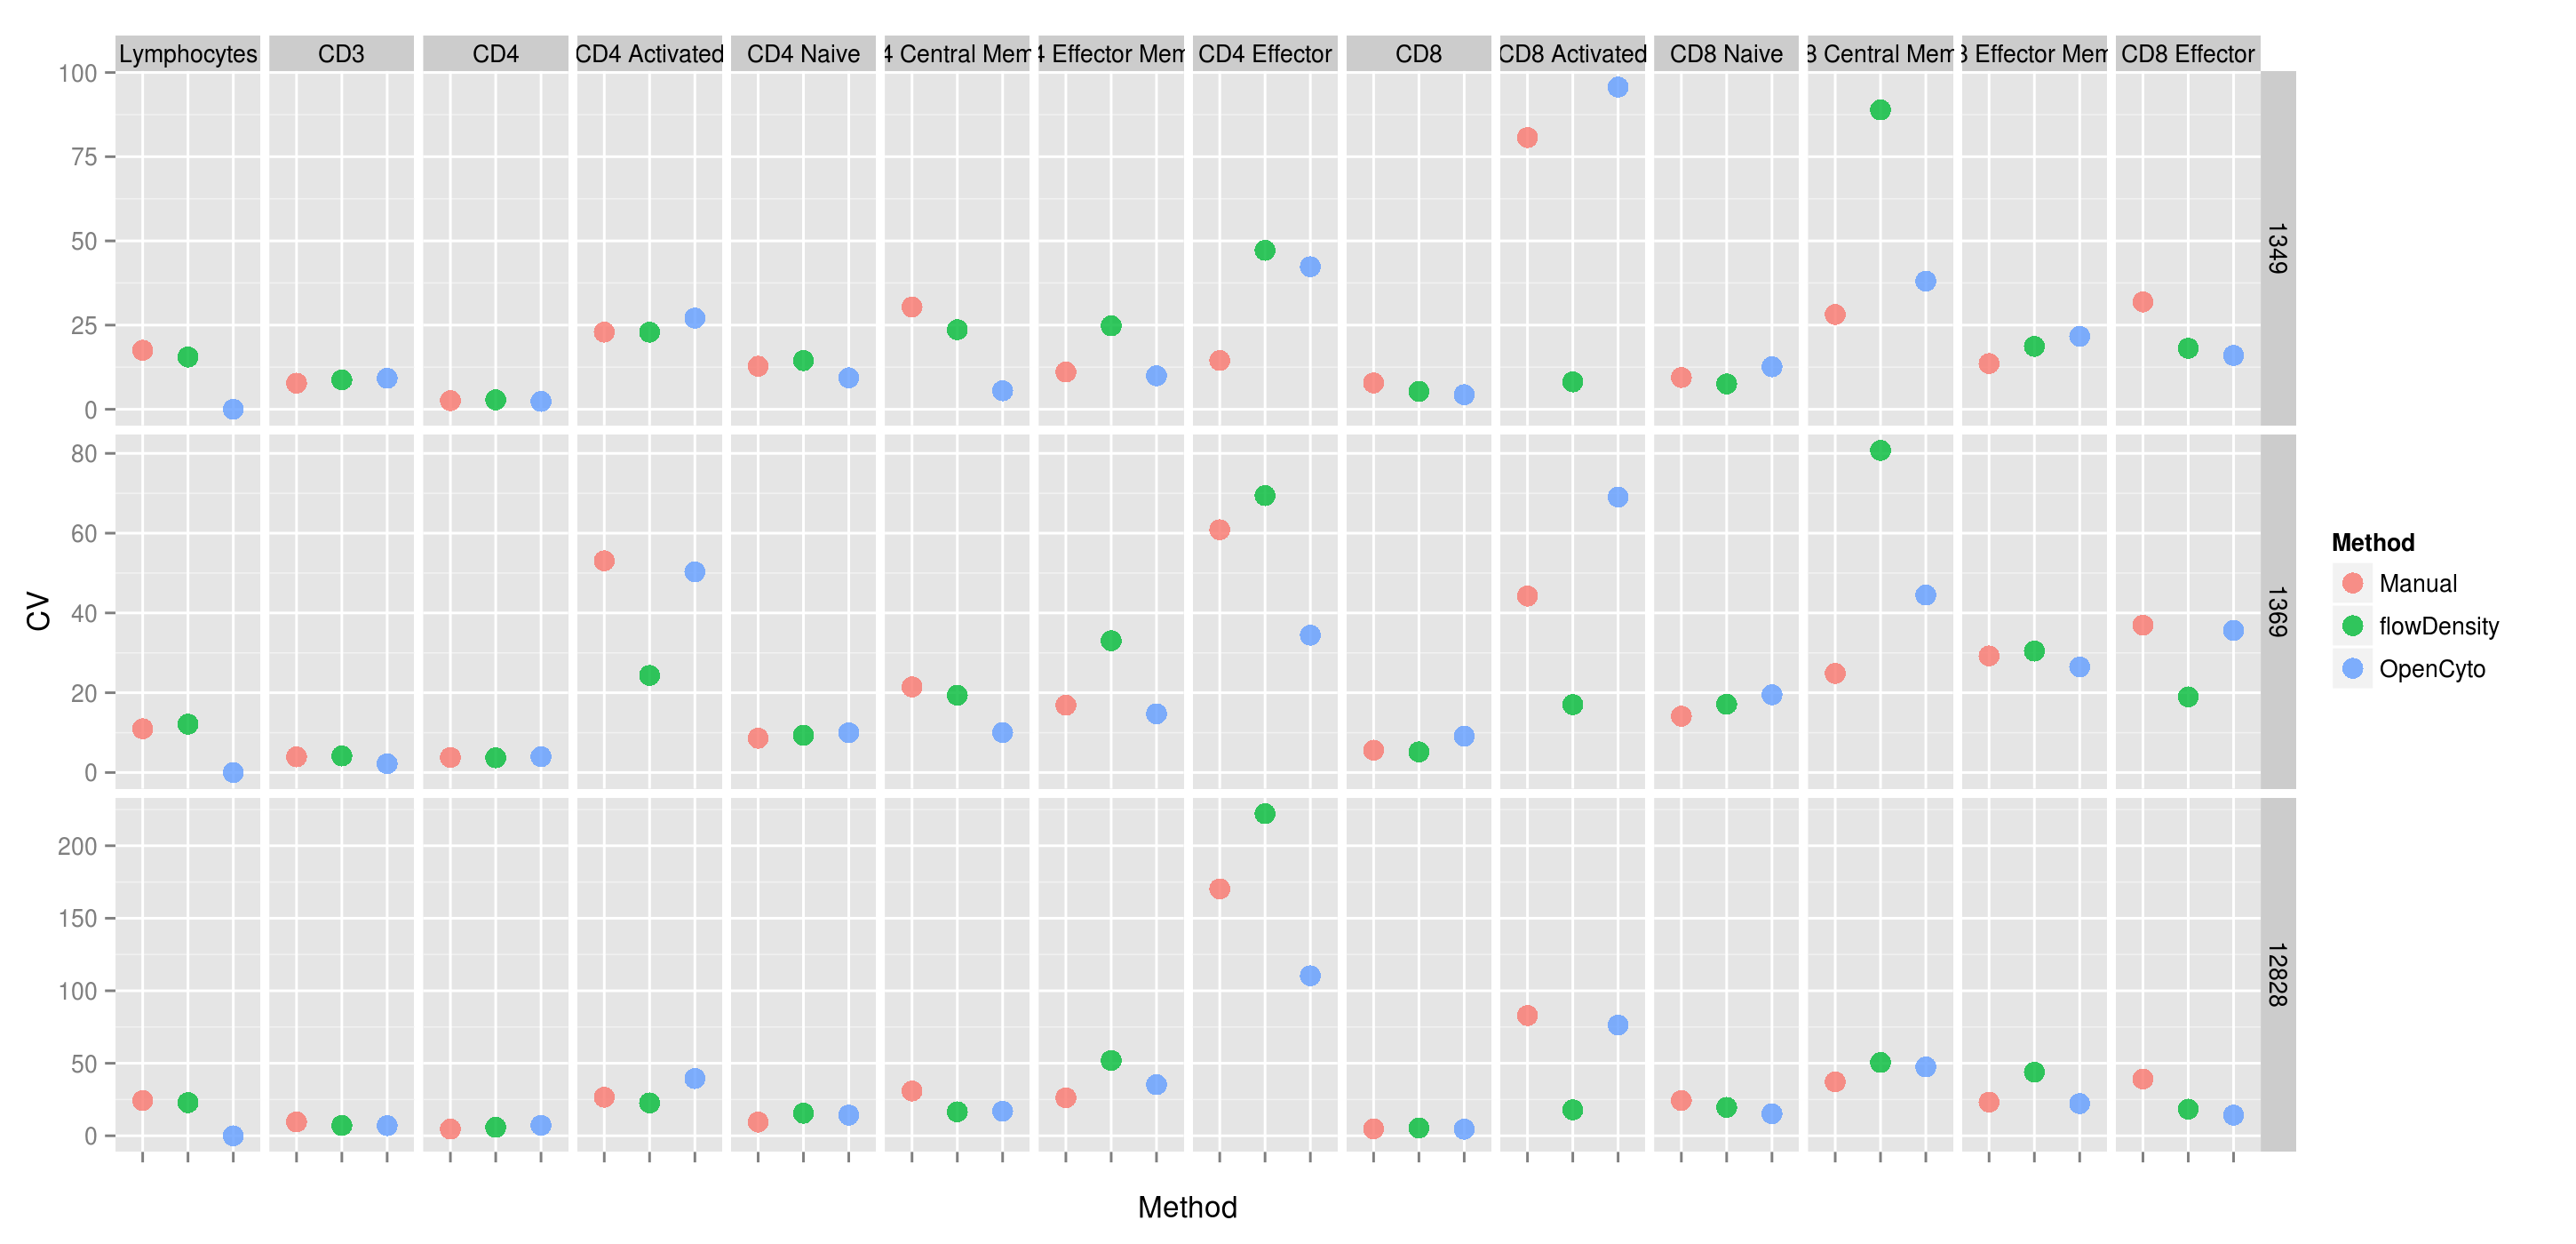 Lymphocytes
CD3
CD4
CD4 Activated
CD4 Naive
4 Central Mem
4 Effector Mem
CD4 Effector
CD8
CD8 Activated
CD8 Naive
8 Central Mem
8 Effector Mem
CD8 Effector
100
75
50
25
0
1349
80
60
40
20
0
1369
200
150
100
50
0
12828
CV
Method
Method
Manual
flowDensity
OpenCyto